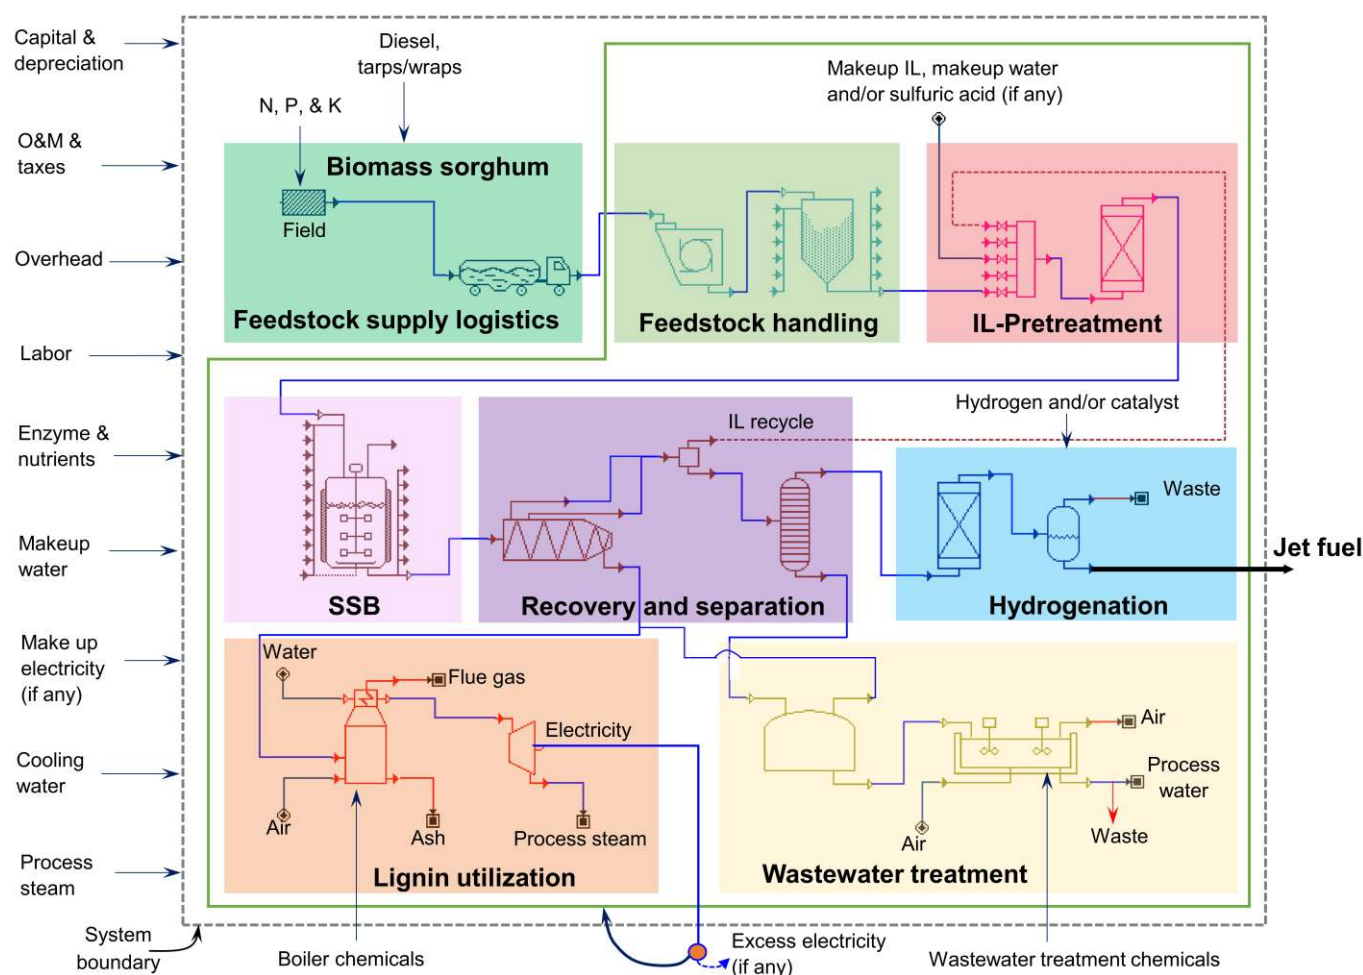 Capital &
depreciation
O&M &
taxes
Overhead
Labor
Enzyme &
nutrients
Makeup
water
Make up
electricity
(if any)
Cooling
water
Process
steam
System
boundary
Diesel,
tarps/wraps
N, P, & K
Biomass sorghum
Field
Feedstock supply logistics
Feedstock handling
Makeup IL, makeup water
and/or sulfuric acid (if any)
IL-Pretreatment
SSB
IL recycle
Recovery and separation
Hydrogen and/or catalyst
Waste
Hydrogenation
Jet fuel
Water
Flue gas
Electricity
Air
Ash
Process steam
Lignin utilization
Air
Process
water
Air
Waste
Wastewater treatment
Boiler chemicals
Excess electricity
(if any)
Wastewater treatment chemicals